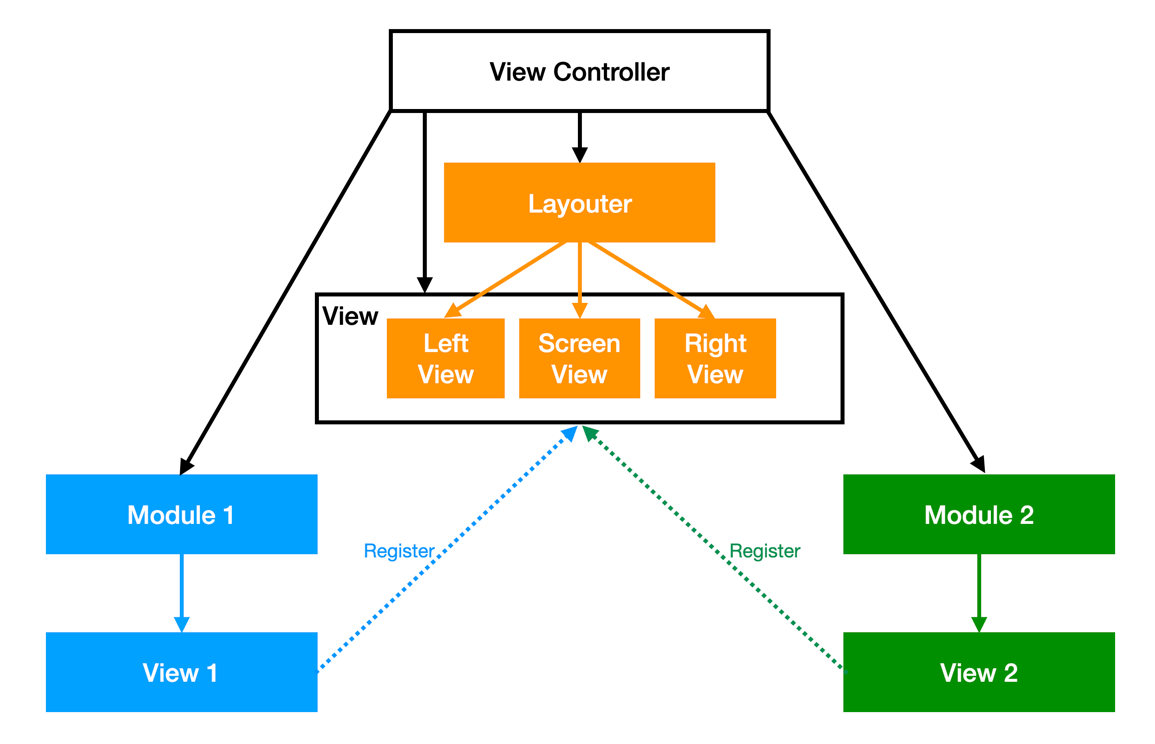 View Controller
Layouter
View
Left
View
Screen
View
Right
View
Module 1
Module 2
Register
Register
View 1
View 2